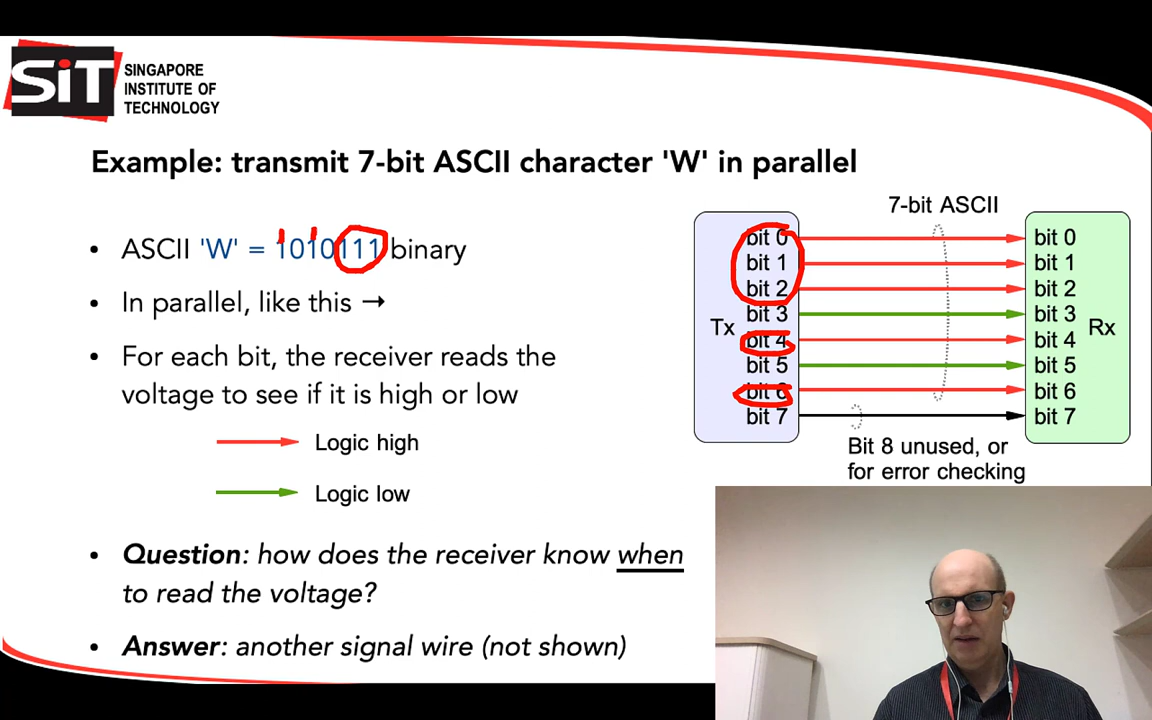 SiT
SINGAPORE
INSTITUTE OF
TECHNOLOGY
Example: transmit 7-bit ASCII character 'W' in parallel
• ASCII 'W' = 1010111 binary
• In parallel, like this →
• For each bit, the receiver reads the
voltage to see if it is high or low
Logic high
Logic low
• Question: how does the receiver know when
to read the voltage?
• Answer: another signal wire (not shown)
7-bit ASCII
Tx
bit 0
bit 1
bit 2
bit 3
bit 4
bit 5
bit 6
bit 7
bit 0
bit 1
bit 2
bit 3
bit 4
bit 5
bit 6
bit 7
Rx
Bit 8 unused, or
for error checking